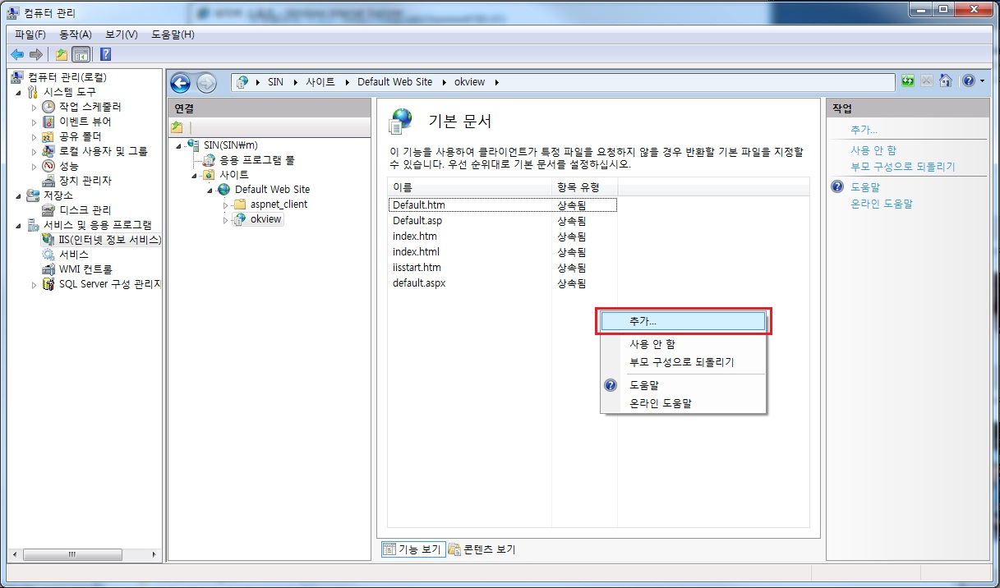 컴퓨터 관리
파일(F) 동작(A) 보기(V) 도움말(H)
컴퓨터 관리(로컬)
시스템 도구
작업 스케줄러
이벤트 뷰어
공유 폴더
로컬 사용자 및 그룹
성능
장치 관리자
저장소
디스크 관리
서비스 및 응용 프로그램
IIS(인터넷 정보 서비스)
서비스
WMI 컨트롤
SQL Server 구성 관리자
SIN 사이트 Default Web Site okview
연결
SIN(SIN₩m)
응용 프로그램 풀
사이트
Default Web Site
aspnet_client
okview
기본 문서
이 기능을 사용하여 클라이언트가 특정 파일을 요청하지 않을 경우 반환할 기본 파일을 지정할
수 있습니다. 우선 순위대로 기본 문서를 설정하십시오.
이름 항목 유형
Default.htm 상속됨
Default.asp 상속됨
index.htm 상속됨
index.html 상속됨
iisstart.htm 상속됨
default.aspx 상속됨
추가...
사용 안 함
부모 구성으로 되돌리기
도움말
온라인 도움말
기능 보기 콘텐츠 보기
작업
추가...
사용 안 함
부모 구성으로 되돌리기
도움말
온라인 도움말